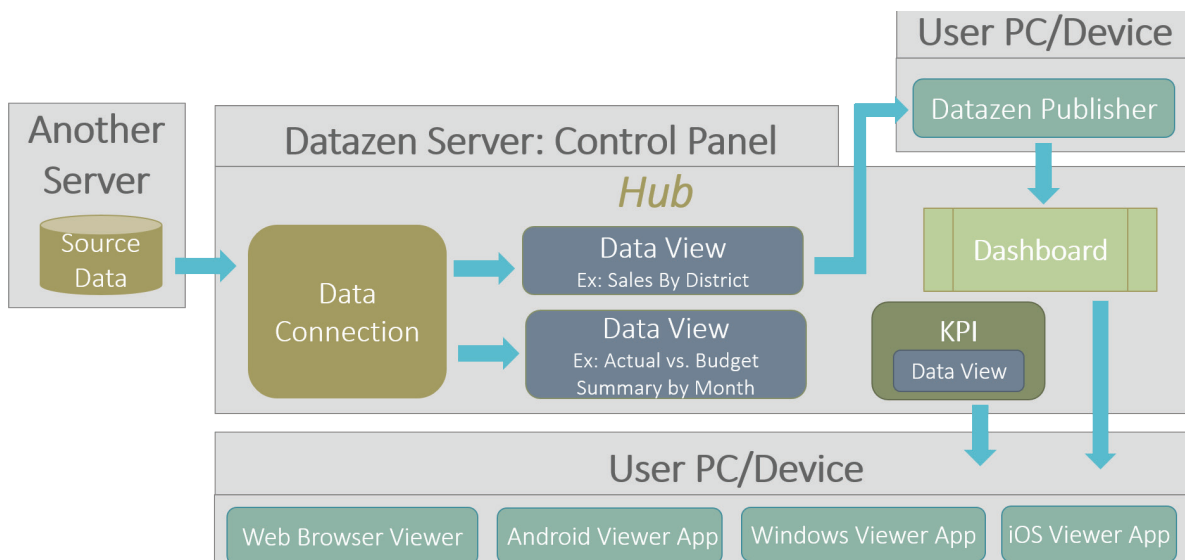 User PC/Device
Datazen Publisher
Another
Server
Source
Data
Datazen Server: Control Panel
Hub
Data
Connection
Data View
Ex: Sales By District
Data View
Ex: Actual vs. Budget
Summary by Month
Dashboard
KPI
Data View
User PC/Device
Web Browser Viewer
Android Viewer App
Windows Viewer App
iOS Viewer App